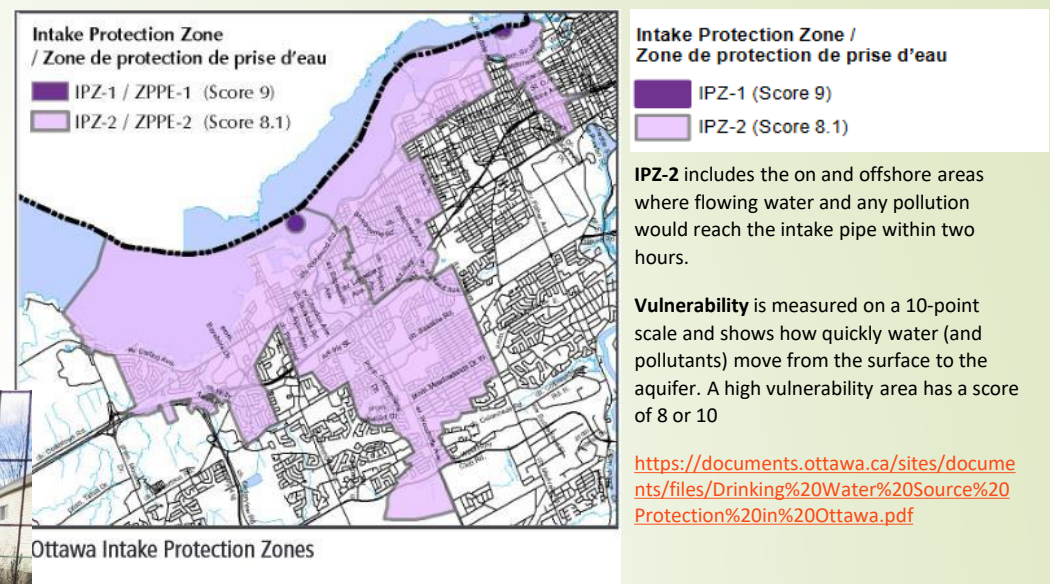 Intake Protection Zone
/ Zone de protection de prise d'eau
IPZ-1 / ZPPE-1 (Score 9)
IPZ-2 / ZPPE-2 (Score 8.1)
Ottawa Intake Protection Zones
Intake Protection Zone /
Zone de protection de prise d'eau
IPZ-1 (Score 9)
IPZ-2 (Score 8.1)
IPZ-2 includes the on and offshore areas
where flowing water and any pollution
would reach the intake pipe within two
hours.
Vulnerability is measured on a 10-point
scale and shows how quickly water (and
pollutants) move from the surface to the
aquifer. A high vulnerability area has a score
of 8 or 10
https://documents.ottawa.ca/sites/docume
nts/files/Drinking%20Water%20Source%20
Protection%20in%20Ottawa.pdf